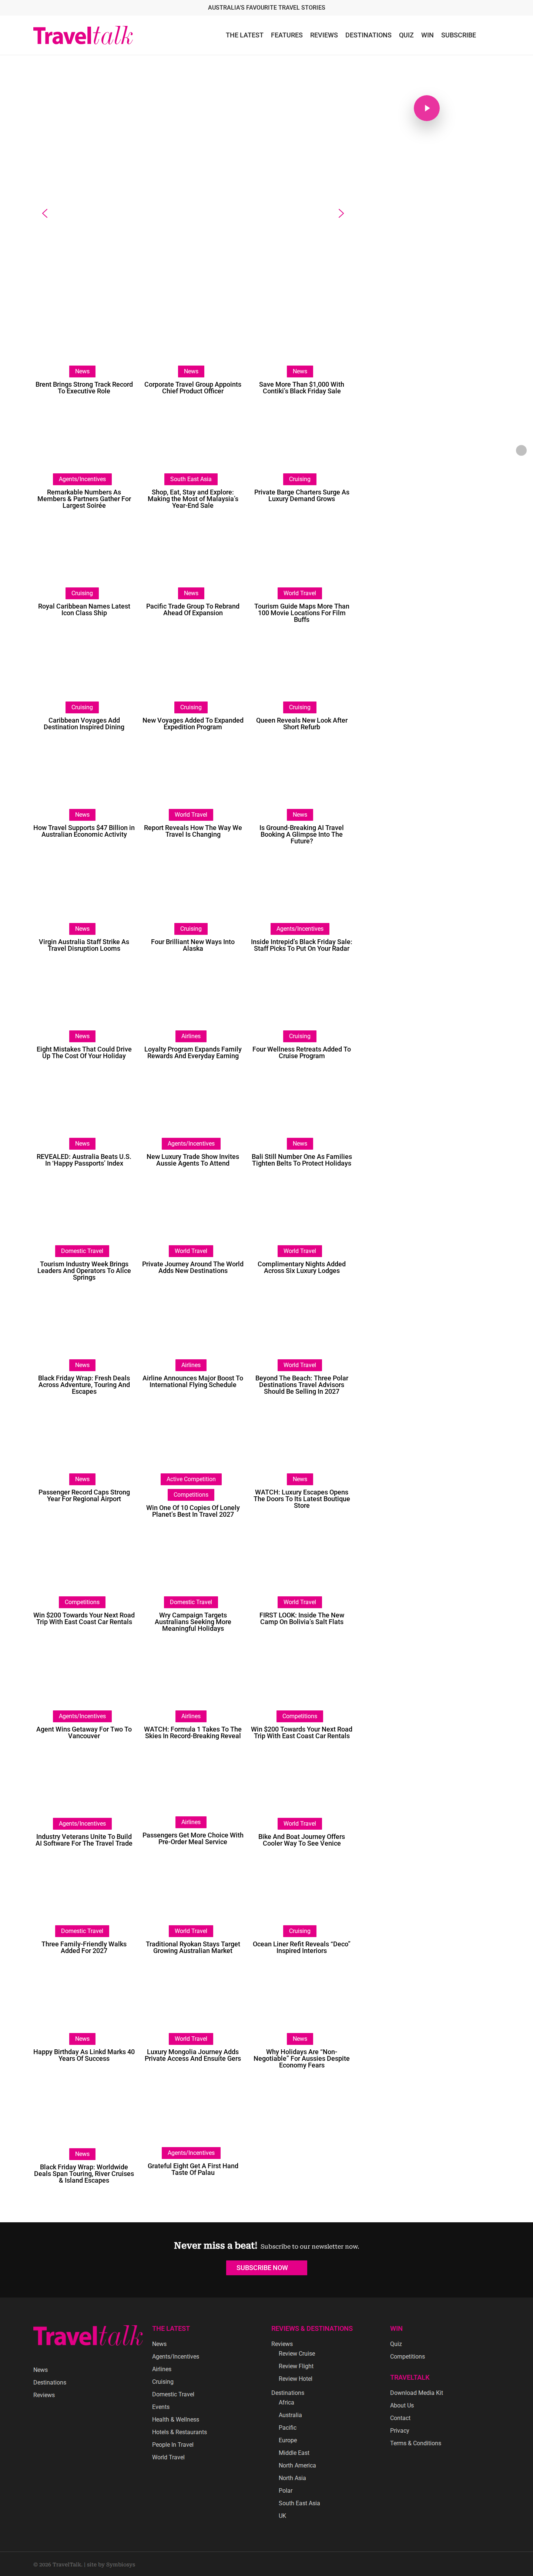 AUSTRALIA'S FAVOURITE TRAVEL STORIES
Traveltalk
THE LATEST FEATURES REVIEWS DESTINATIONS QUIZ WIN SUBSCRIBE
News
Brent Brings Strong Track Record
To Executive Role
News
Corporate Travel Group Appoints
Chief Product Officer
News
Save More Than $1,000 With
Contiki's Black Friday Sale
Agents/Incentives
Remarkable Numbers As
Members & Partners Gather For
Largest Soirée
South East Asia
Shop, Eat, Stay and Explore:
Making the Most of Malaysia's
Year-End Sale
Cruising
Private Barge Charters Surge As
Luxury Demand Grows
Cruising
Royal Caribbean Names Latest
Icon Class Ship
News
Pacific Trade Group To Rebrand
Ahead Of Expansion
World Travel
Tourism Guide Maps More Than
100 Movie Locations For Film
Buffs
Cruising
Caribbean Voyages Add
Destination Inspired Dining
Cruising
New Voyages Added To Expanded
Expedition Program
Cruising
Queen Reveals New Look After
Short Refurb
News
How Travel Supports $47 Billion in
Australian Economic Activity
World Travel
Report Reveals How The Way We
Travel Is Changing
News
Is Ground-Breaking AI Travel
Booking A Glimpse Into The
Future?
News
Virgin Australia Staff Strike As
Travel Disruption Looms
Cruising
Four Brilliant New Ways Into
Alaska
Agents/Incentives
Inside Intrepid's Black Friday Sale:
Staff Picks To Put On Your Radar
News
Eight Mistakes That Could Drive
Up The Cost Of Your Holiday
Airlines
Loyalty Program Expands Family
Rewards And Everyday Earning
Cruising
Four Wellness Retreats Added To
Cruise Program
News
REVEALED: Australia Beats U.S.
In 'Happy Passports' Index
Agents/Incentives
New Luxury Trade Show Invites
Aussie Agents To Attend
News
Bali Still Number One As Families
Tighten Belts To Protect Holidays
Domestic Travel
Tourism Industry Week Brings
Leaders And Operators To Alice
Springs
World Travel
Private Journey Around The World
Adds New Destinations
World Travel
Complimentary Nights Added
Across Six Luxury Lodges
News
Black Friday Wrap: Fresh Deals
Across Adventure, Touring And
Escapes
Airlines
Airline Announces Major Boost To
International Flying Schedule
World Travel
Beyond The Beach: Three Polar
Destinations Travel Advisors
Should Be Selling In 2027
News
Passenger Record Caps Strong
Year For Regional Airport
Active Competition
Competitions
Win One Of 10 Copies Of Lonely
Planet's Best In Travel 2027
News
WATCH: Luxury Escapes Opens
The Doors To Its Latest Boutique
Store
Competitions
Win $200 Towards Your Next Road
Trip With East Coast Car Rentals
Domestic Travel
Wry Campaign Targets
Australians Seeking More
Meaningful Holidays
World Travel
FIRST LOOK: Inside The New
Camp On Bolivia's Salt Flats
Agents/Incentives
Agent Wins Getaway For Two To
Vancouver
Airlines
WATCH: Formula 1 Takes To The
Skies In Record-Breaking Reveal
Competitions
Win $200 Towards Your Next Road
Trip With East Coast Car Rentals
Agents/Incentives
Industry Veterans Unite To Build
AI Software For The Travel Trade
Airlines
Passengers Get More Choice With
Pre-Order Meal Service
World Travel
Bike And Boat Journey Offers
Cooler Way To See Venice
Domestic Travel
Three Family-Friendly Walks
Added For 2027
World Travel
Traditional Ryokan Stays Target
Growing Australian Market
Cruising
Ocean Liner Refit Reveals "Deco"
Inspired Interiors
News
Happy Birthday As Linkd Marks 40
Years Of Success
World Travel
Luxury Mongolia Journey Adds
Private Access And Ensuite Gers
News
Why Holidays Are "Non-
Negotiable" For Aussies Despite
Economy Fears
News
Black Friday Wrap: Worldwide
Deals Span Touring, River Cruises
& Island Escapes
Agents/Incentives
Grateful Eight Get A First Hand
Taste Of Palau
Never miss a beat! Subscribe to our newsletter now.
SUBSCRIBE NOW
Traveltalk
News
Destinations
Reviews
THE LATEST
News
Agents/Incentives
Airlines
Cruising
Domestic Travel
Events
Health & Wellness
Hotels & Restaurants
People In Travel
World Travel
REVIEWS & DESTINATIONS
Reviews
Review Cruise
Review Flight
Review Hotel
Destinations
Africa
Australia
Pacific
Europe
Middle East
North America
North Asia
Polar
South East Asia
UK
WIN
Quiz
Competitions
TRAVELTALK
Download Media Kit
About Us
Contact
Privacy
Terms & Conditions
© 2026 TravelTalk. | site by Symbiosys